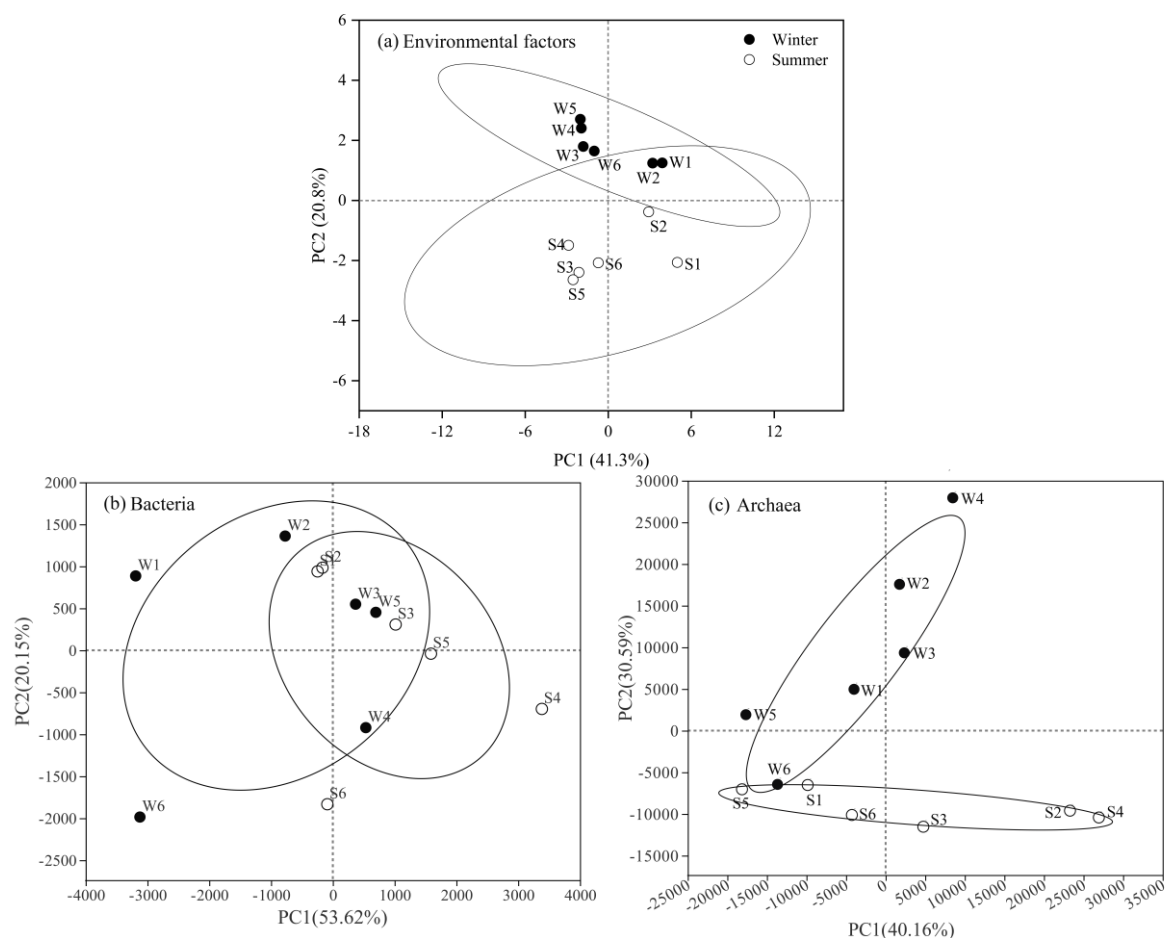 (a) Environmental factors
Winter
Summer
6
4
2
0
-2
-4
-6
PC2 (20.8%)
W5
W4
W3
W6
W1
W2
S2
S4
S3
S6
S1
S5
-18
-12
-6
0
6
12
PC1 (41.3%)
(b) Bacteria
2000
1500
1000
500
0
-500
-1000
-1500
-2000
-2500
PC2(20.15%)
W2
W1
S2
W3
W5
S3
S5
W4
S4
S6
W6
-4000
-3000
-2000
-1000
0
1000
2000
3000
4000
PC1(53.62%)
(c) Archaea
30000
25000
20000
15000
10000
5000
0
-5000
-10000
-15000
PC2(30.59%)
W4
W2
W3
W1
W5
W6
S5
S1
S6
S3
S2
S4
-25000
-20000
-15000
-10000
-5000
0
5000
10000
15000
20000
25000
30000
35000
PC1(40.16%)